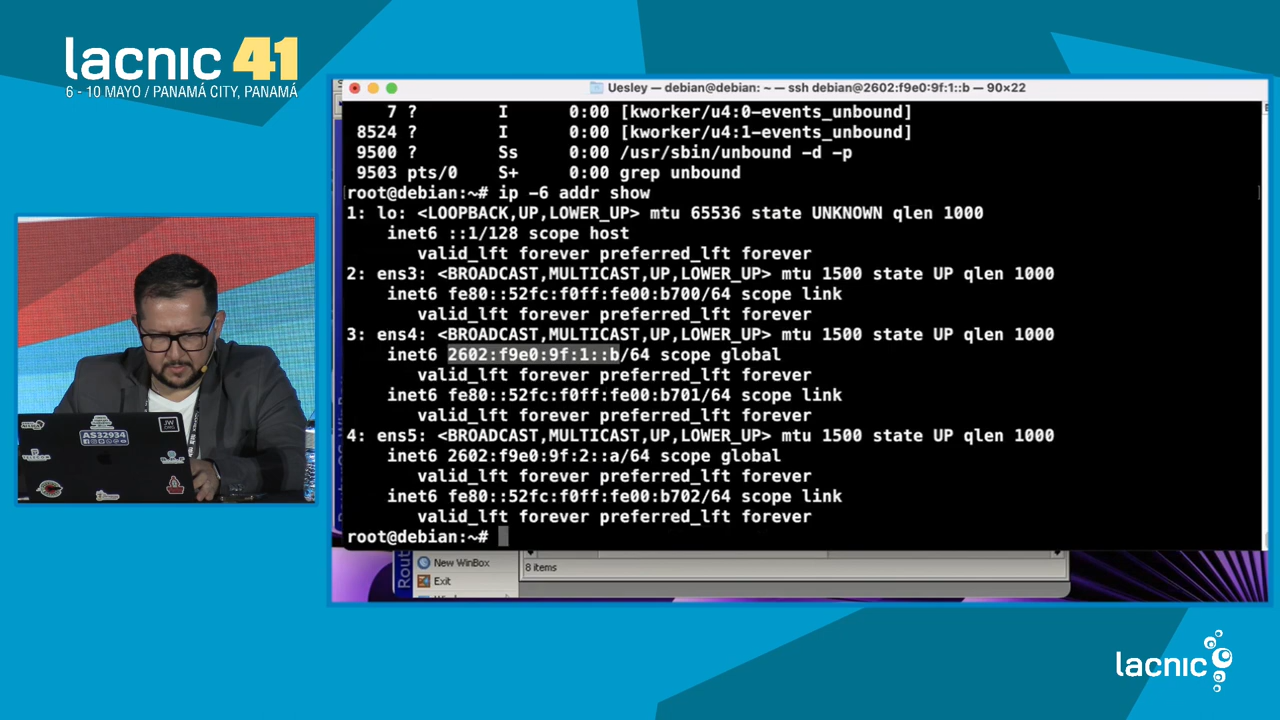 lacnic 41
6 - 10 MAYO / PANAMÁ CITY, PANAMÁ
Uesley — debian@debian: ~ — ssh debian@2602:f9e0:9f:1::b — 90×22
7 ? I 0:00 [kworker/u4:0-events_unbound]
8524 ? I 0:00 [kworker/u4:1-events_unbound]
9500 ? Ss 0:00 /usr/sbin/unbound -d -p
9503 pts/0 S+ 0:00 grep unbound
root@debian:~# ip -6 addr show
1: lo: <LOOPBACK,UP,LOWER_UP> mtu 65536 state UNKNOWN qlen 1000
inet6 ::1/128 scope host
valid_lft forever preferred_lft forever
2: ens3: <BROADCAST,MULTICAST,UP,LOWER_UP> mtu 1500 state UP qlen 1000
inet6 fe80::52fc:f0ff:fe00:b700/64 scope link
valid_lft forever preferred_lft forever
3: ens4: <BROADCAST,MULTICAST,UP,LOWER_UP> mtu 1500 state UP qlen 1000
inet6 2602:f9e0:9f:1::b/64 scope global
valid_lft forever preferred_lft forever
inet6 fe80::52fc:f0ff:fe00:b701/64 scope link
valid_lft forever preferred_lft forever
4: ens5: <BROADCAST,MULTICAST,UP,LOWER_UP> mtu 1500 state UP qlen 1000
inet6 2602:f9e0:9f:2::a/64 scope global
valid_lft forever preferred_lft forever
inet6 fe80::52fc:f0ff:fe00:b702/64 scope link
valid_lft forever preferred_lft forever
root@debian:~#
New WinBox
Exit
8 items
AS32934
JW
lacnic